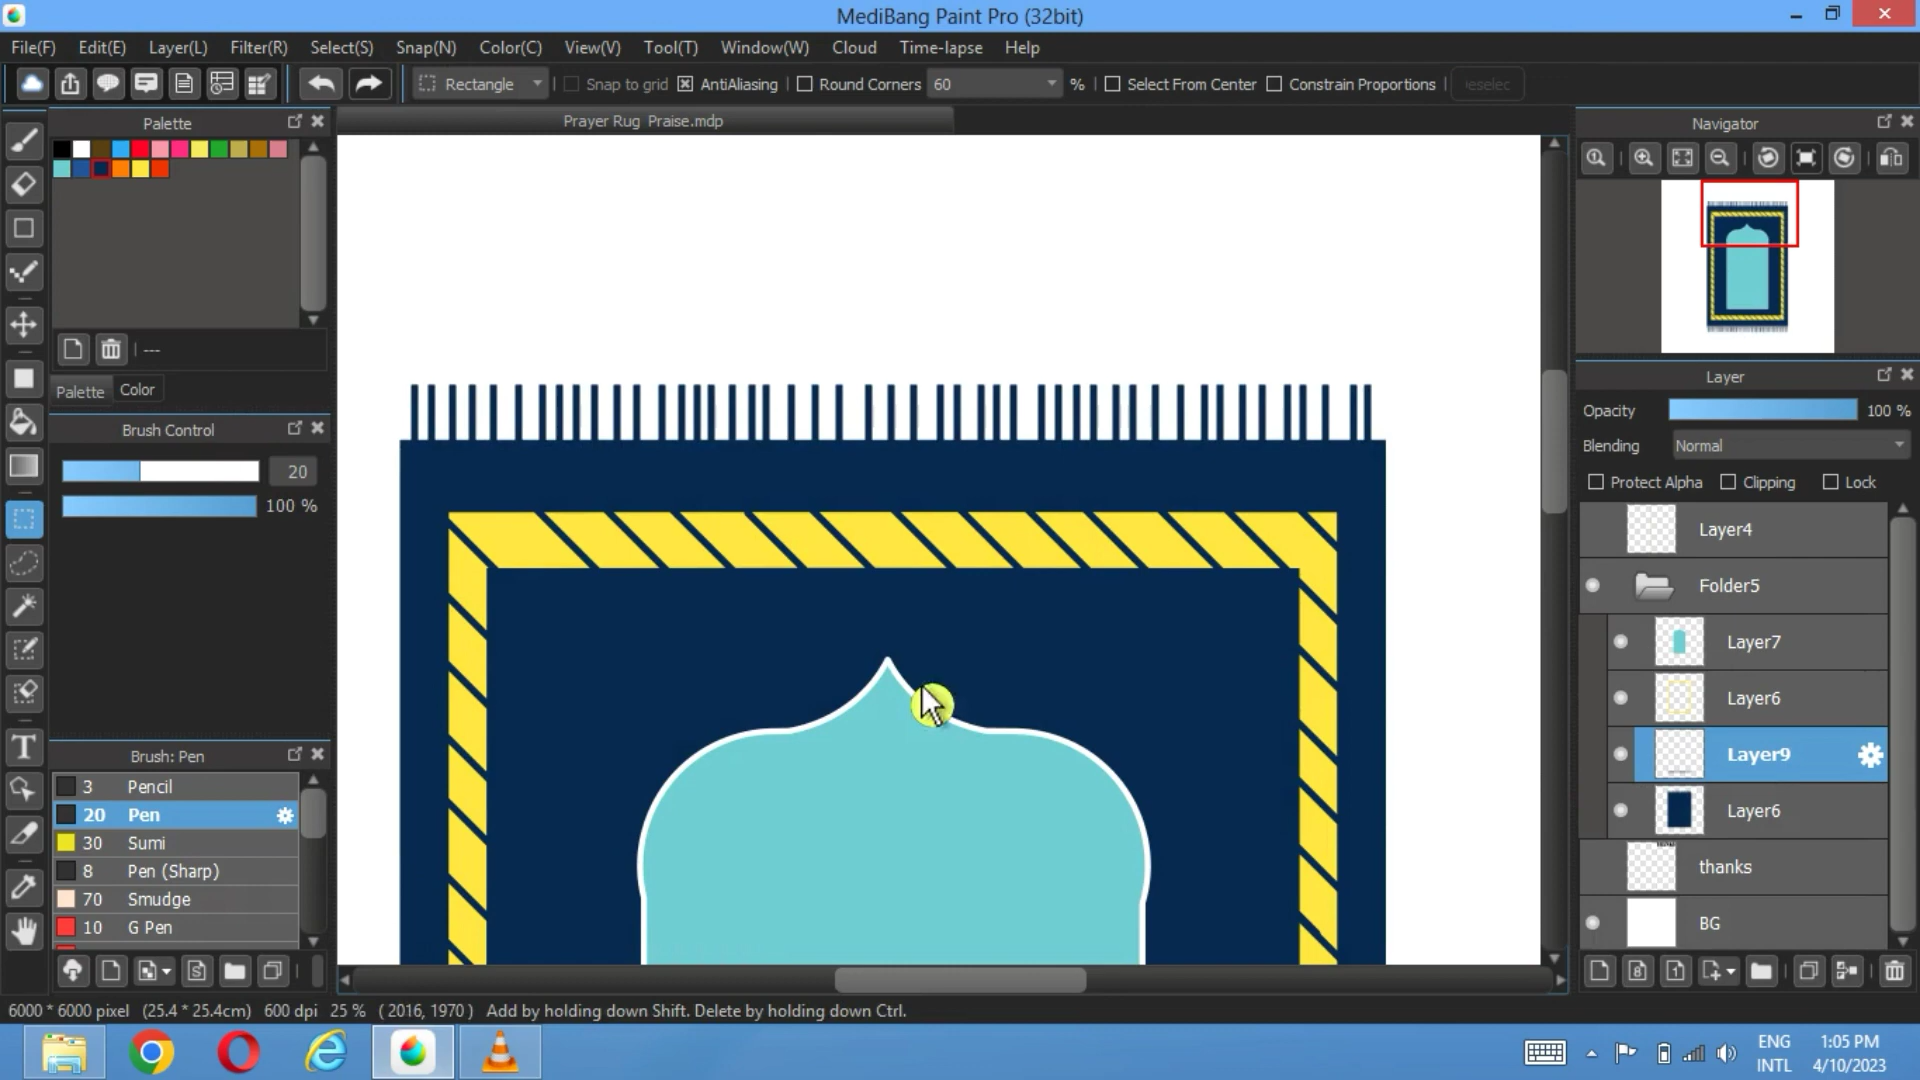 MediBang Paint Pro (32bit)
File(F) Edit(E) Layer(L) Filter(R) Select(S) Snap(N) Color(C) View(V) Tool(T) Window(W) Cloud Time-lapse Help
Rectangle Snap to grid AntiAliasing Round Corners 60 % Select From Center Constrain Proportions
Palette
Prayer Rug Praise.mdp
Navigator
---
Palette Color
Brush Control
20
100 %
Brush: Pen
3 Pencil
20 Pen
30 Sumi
8 Pen (Sharp)
70 Smudge
10 G Pen
Layer
Opacity 100 %
Blending Normal
Protect Alpha Clipping Lock
Layer4
Folder5
Layer7
Layer6
Layer9
Layer6
thanks
BG
6000 * 6000 pixel (25.4 * 25.4cm) 600 dpi 25 % ( 2016, 1970 ) Add by holding down Shift. Delete by holding down Ctrl.
ENG 1:05 PM
INTL 4/10/2023